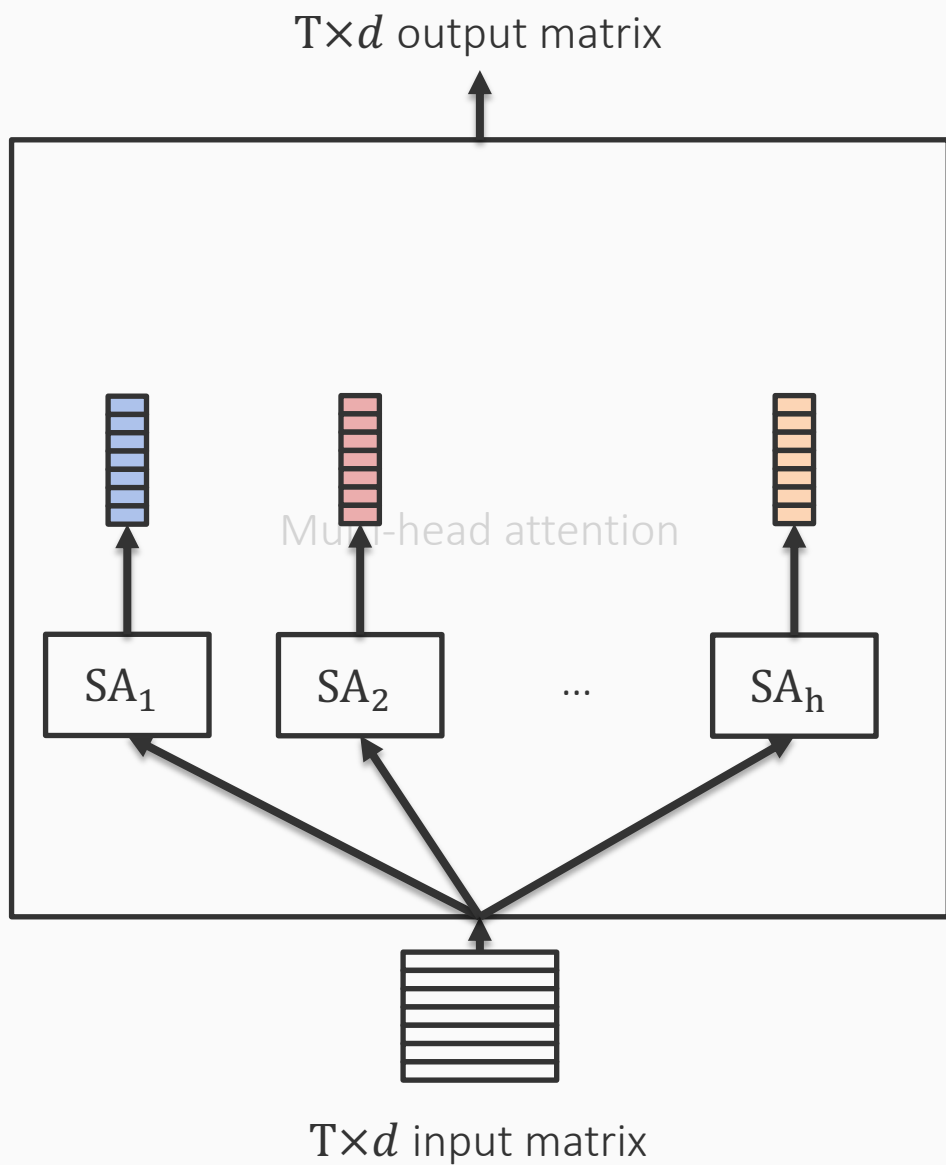 T×d output matrix
Multi-head attention
SA₁ SA₂ ... SAₕ
T×d input matrix